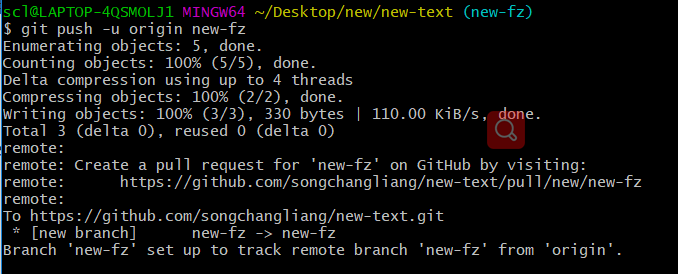 scl@LAPTOP-4QSMOLJ1 MINGW64 ~/Desktop/new/new-text (new-fz)
$ git push -u origin new-fz
Enumerating objects: 5, done.
Counting objects: 100% (5/5), done.
Delta compression using up to 4 threads
Compressing objects: 100% (2/2), done.
Writing objects: 100% (3/3), 330 bytes | 110.00 KiB/s, done.
Total 3 (delta 0), reused 0 (delta 0)
remote:
remote: Create a pull request for 'new-fz' on GitHub by visiting:
remote:      https://github.com/songchangliang/new-text/pull/new/new-fz
remote:
To https://github.com/songchangliang/new-text.git
 * [new branch]      new-fz -> new-fz
Branch 'new-fz' set up to track remote branch 'new-fz' from 'origin'.